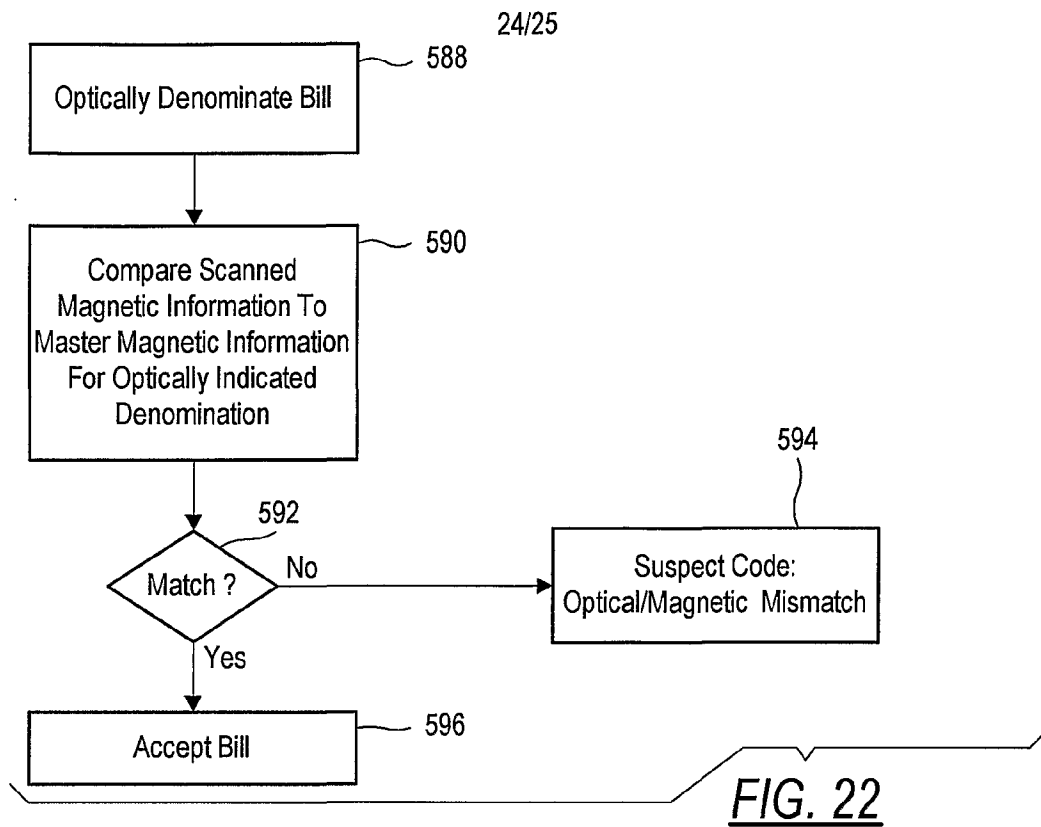 24/25
588
Optically Denominate Bill
590
Compare Scanned
Magnetic Information To
Master Magnetic Information
For Optically Indicated
Denomination
592
Match ?
No
594
Suspect Code:
Optical/Magnetic Mismatch
Yes
596
Accept Bill
FIG. 22